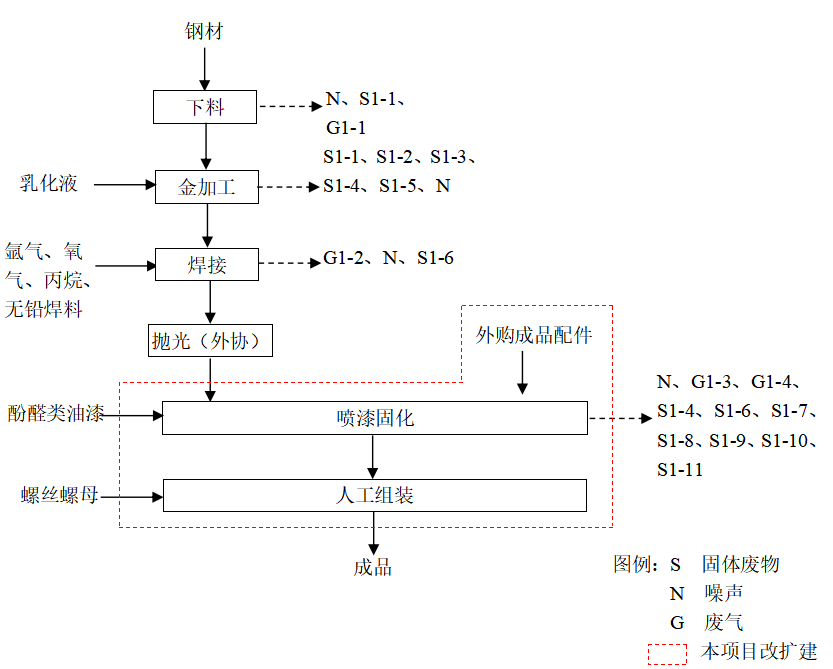 钢材
下料
N、S1-1、
G1-1
乳化液
金加工
S1-1、S1-2、S1-3、
S1-4、S1-5、N
氩气、氧
气、丙烷、
无铅焊料
焊接
G1-2、N、S1-6
抛光（外协）
外购成品配件
酚醛类油漆
喷漆固化
N、G1-3、G1-4、
S1-4、S1-6、S1-7、
S1-8、S1-9、S1-10、
S1-11
螺丝螺母
人工组装
成品
图例：S 固体废物
N 噪声
G 废气
本项目改扩建